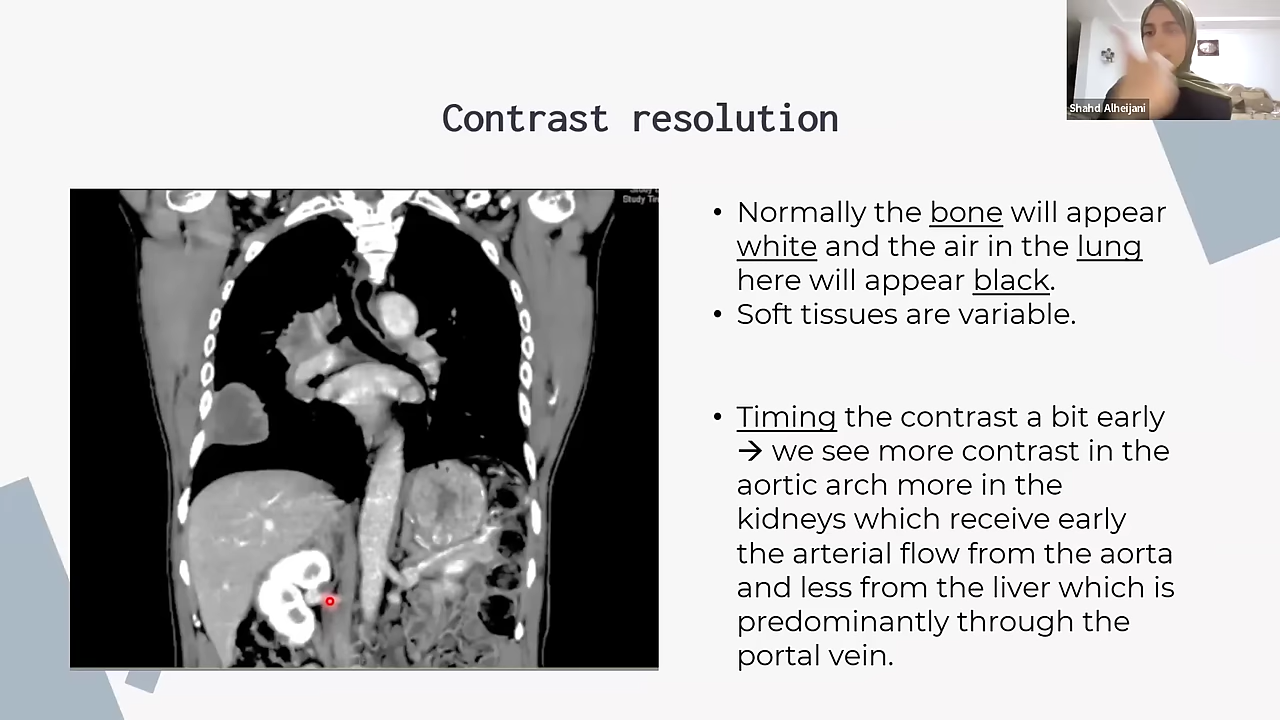 Shahd Alheijani
Contrast resolution
Study Tim
• Normally the bone will appear
white and the air in the lung
here will appear black.
• Soft tissues are variable.
• Timing the contrast a bit early
→ we see more contrast in the
aortic arch more in the
kidneys which receive early
the arterial flow from the aorta
and less from the liver which is
predominantly through the
portal vein.